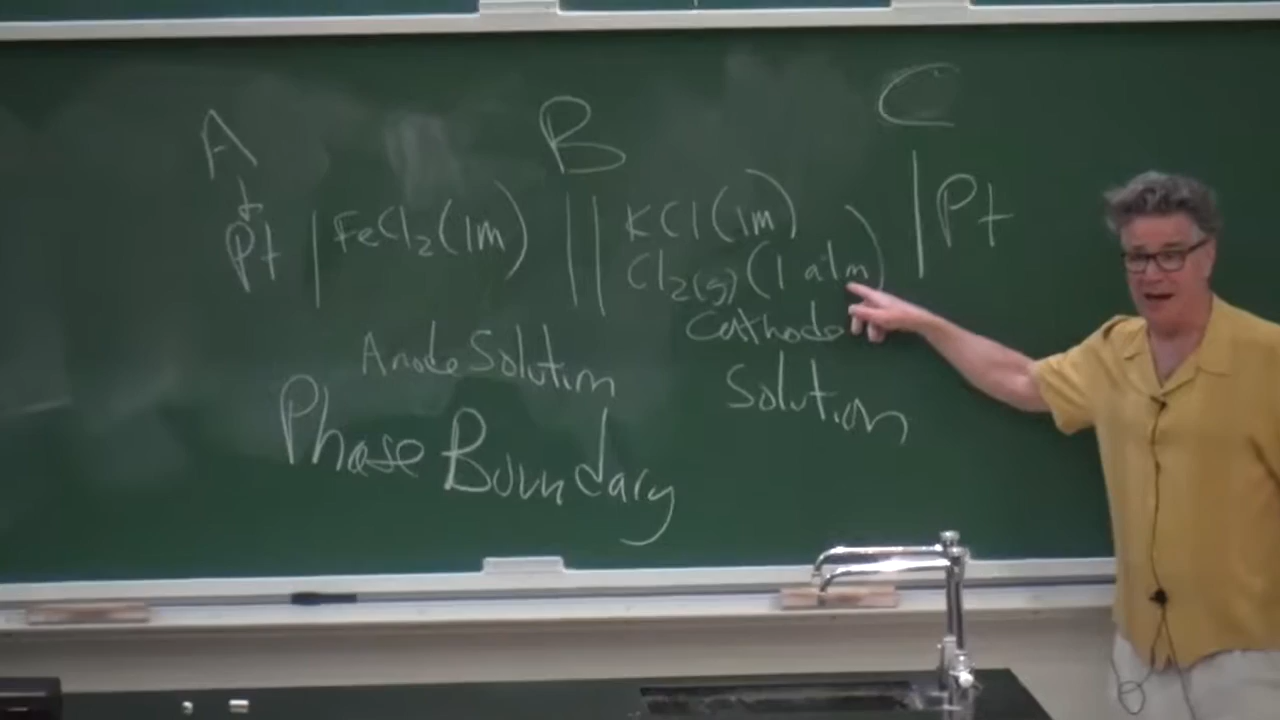 A B C
Pt | FeCl2(1M) || KCl(1m) | Pt
Cl2(g)(1 atm)
Anode Solution Cathode Solution
Phase Boundary